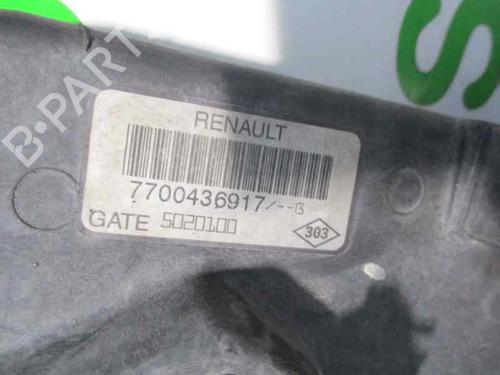 B-PARTS
S
RENAULT
7700436917/--B
GATE 5020100
303